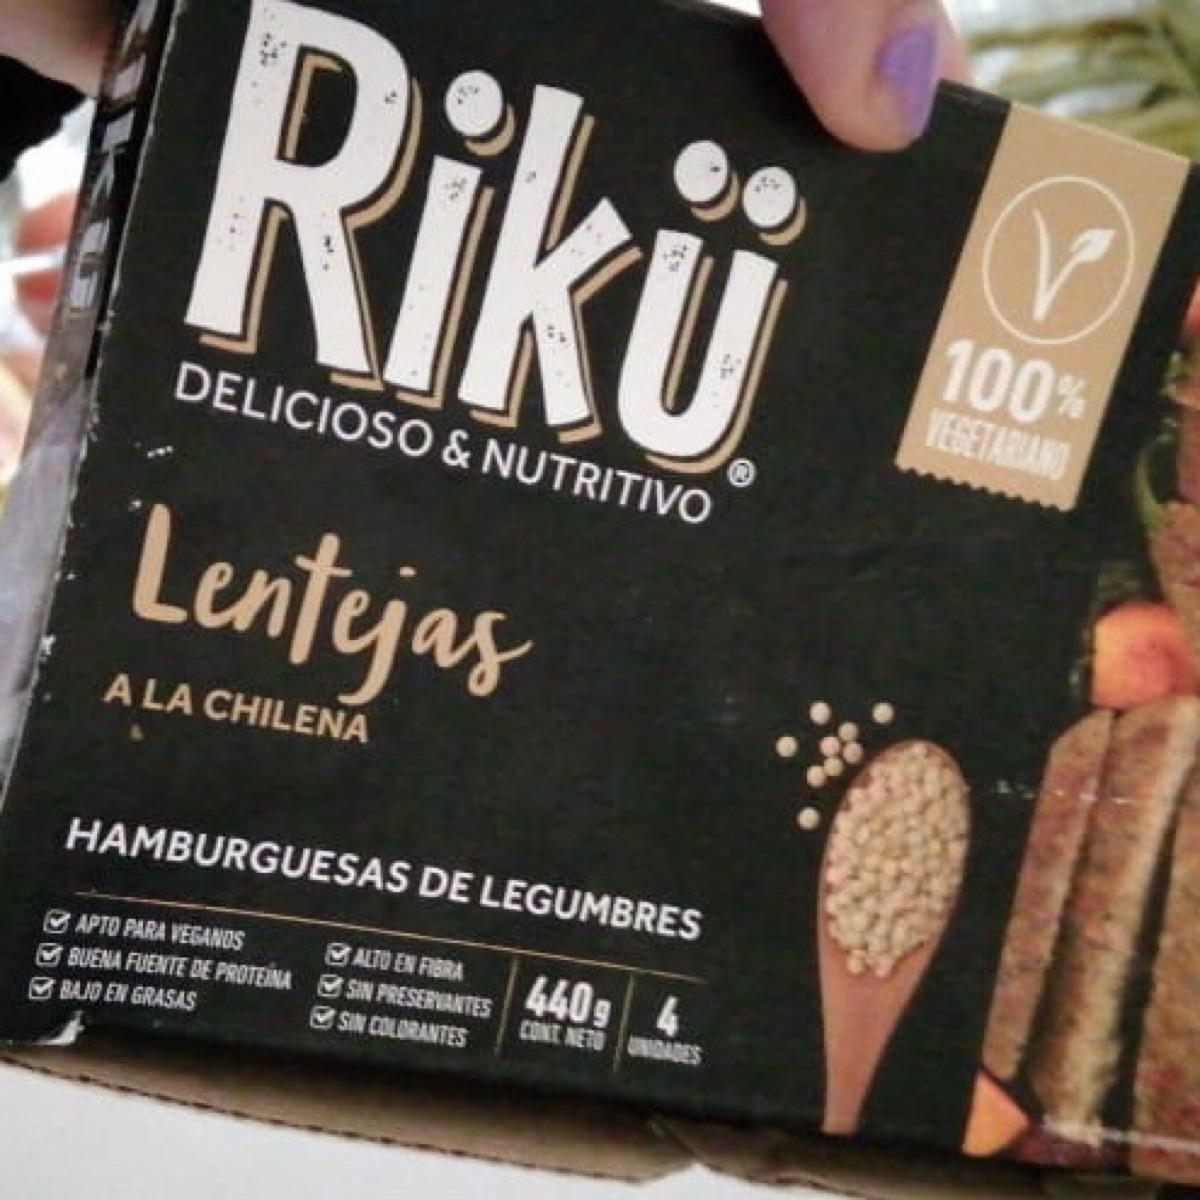 Rikü®
DELICIOSO & NUTRITIVO
100%
VEGETARIANO
Lentejas
A LA CHILENA
HAMBURGUESAS DE LEGUMBRES
APTO PARA VEGANOS
BUENA FUENTE DE PROTEÍNA
BAJO EN GRASAS
ALTO EN FIBRA
SIN PRESERVANTES
SIN COLORANTES
440g
CONT. NETO
4
UNIDADES